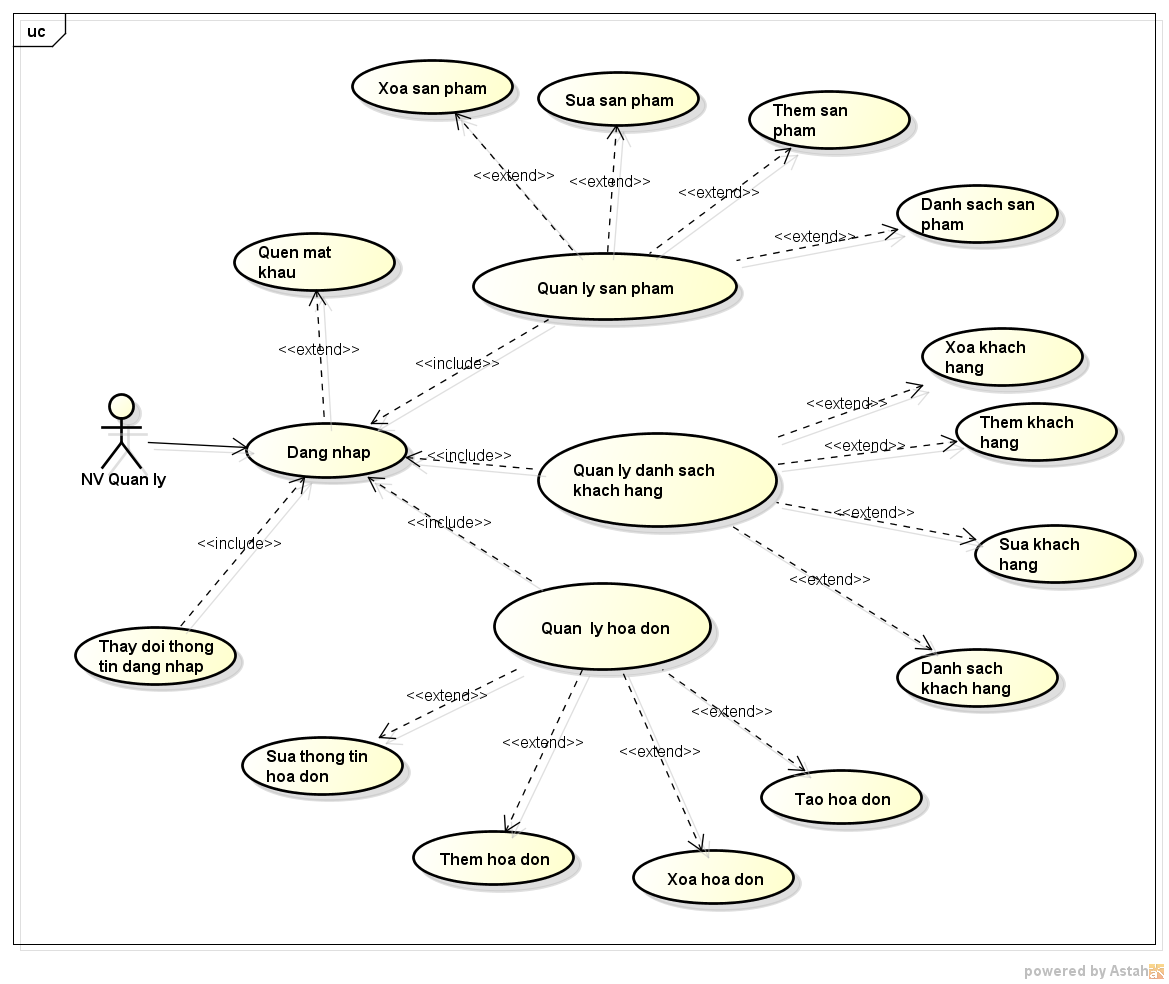 uc
Xoa san pham
Sua san pham
Them san
pham
<<extend>>
<<extend>>
<<extend>>
Danh sach san
pham
<<extend>>
Quen mat
khau
Quan ly san pham
<<extend>>
<<include>>
Xoa khach
hang
<<extend>>
Them khach
hang
<<extend>>
NV Quan ly
Dang nhap
<<include>>
Quan ly danh sach
khach hang
<<extend>>
Sua khach
hang
<<include>>
<<include>>
<<extend>>
Thay doi thong
tin dang nhap
Quan  ly hoa don
Danh sach
khach hang
<<extend>>
<<extend>>
<<extend>>
<<extend>>
Sua thong tin
hoa don
Tao hoa don
Them hoa don
Xoa hoa don
powered by Astah